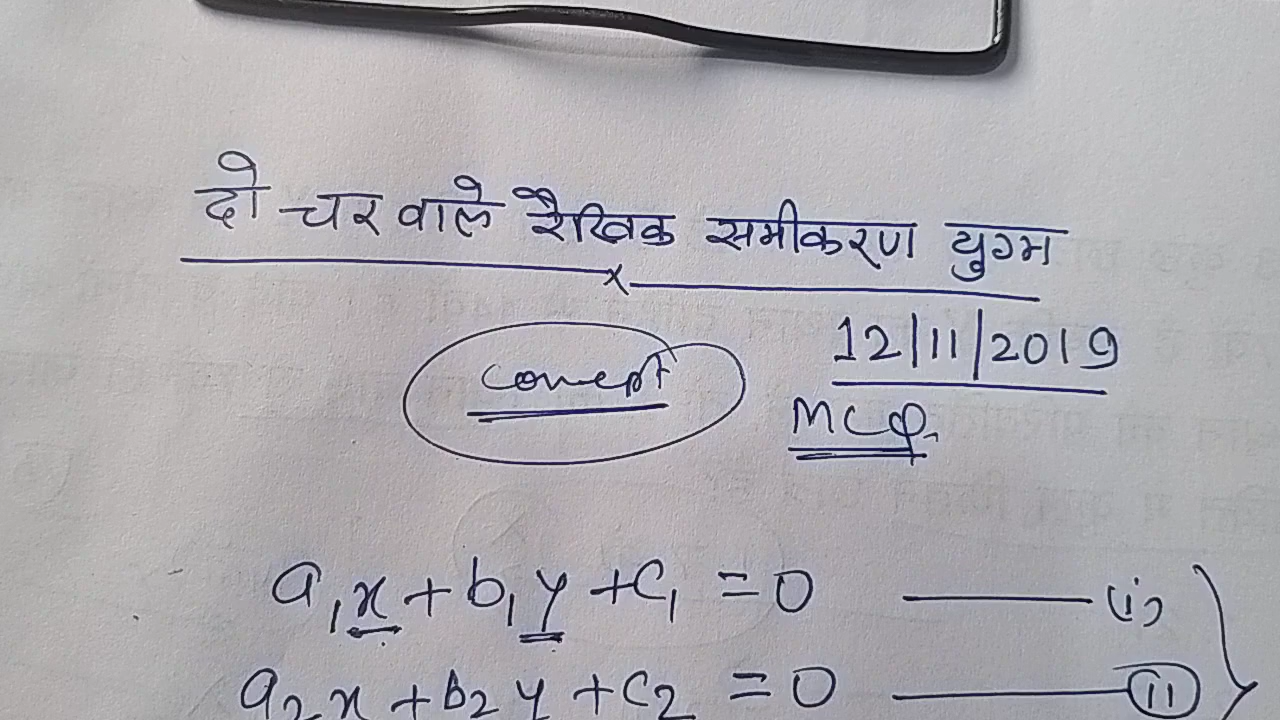 दो चर वाले रैखिक समीकरण युग्म
12/11/2019
concept
MCQ
a₁x + b₁y + c₁ = 0 ——— (i)
a₂x + b₂y + c₂ = 0 ——— (ii)